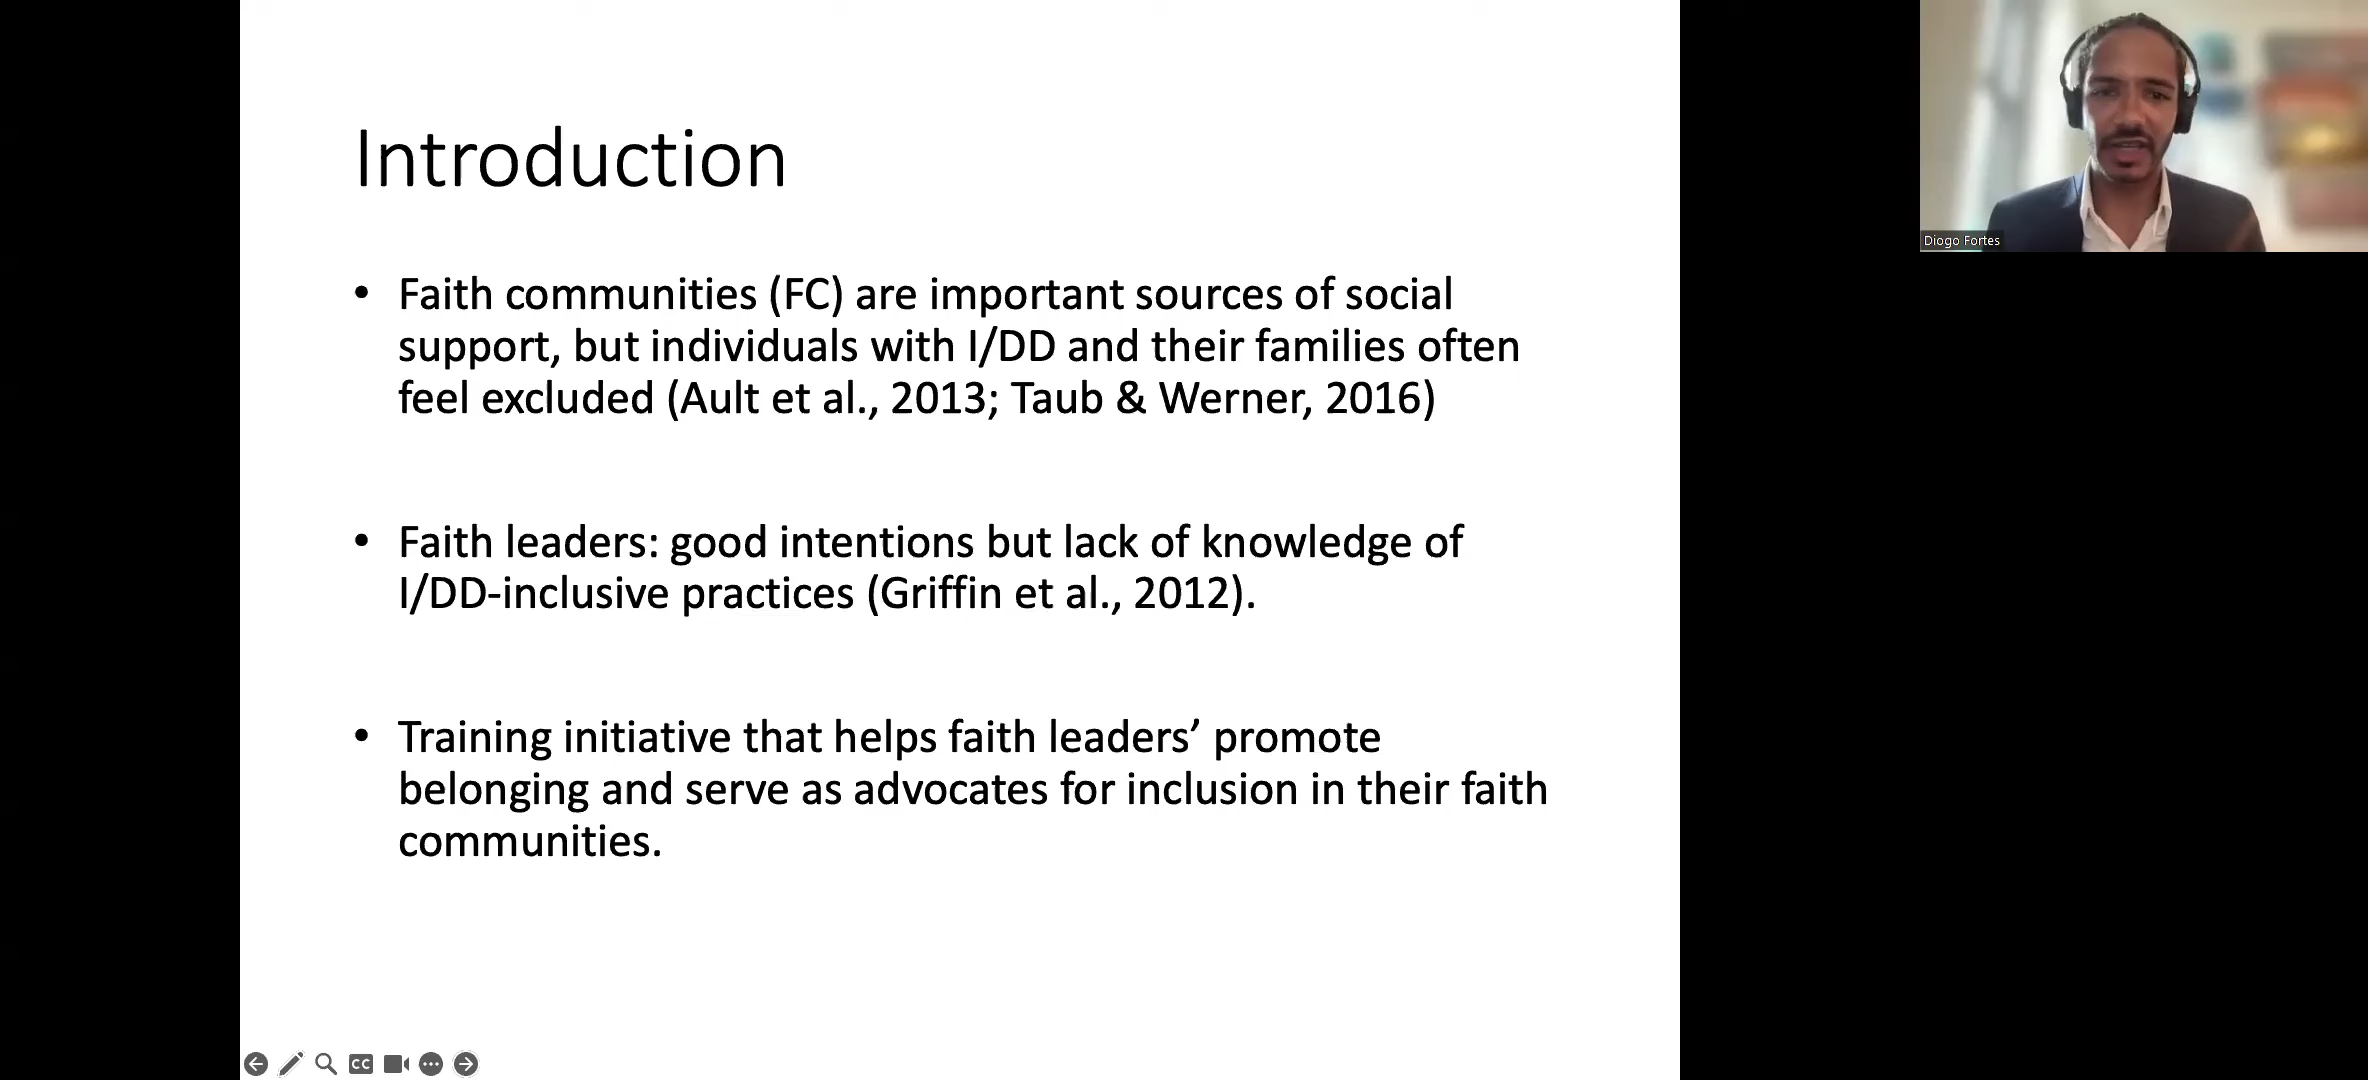 Introduction
• Faith communities (FC) are important sources of social
support, but individuals with I/DD and their families often
feel excluded (Ault et al., 2013; Taub & Werner, 2016)
• Faith leaders: good intentions but lack of knowledge of
I/DD-inclusive practices (Griffin et al., 2012).
• Training initiative that helps faith leaders’ promote
belonging and serve as advocates for inclusion in their faith
communities.
Diogo Fortes
CC